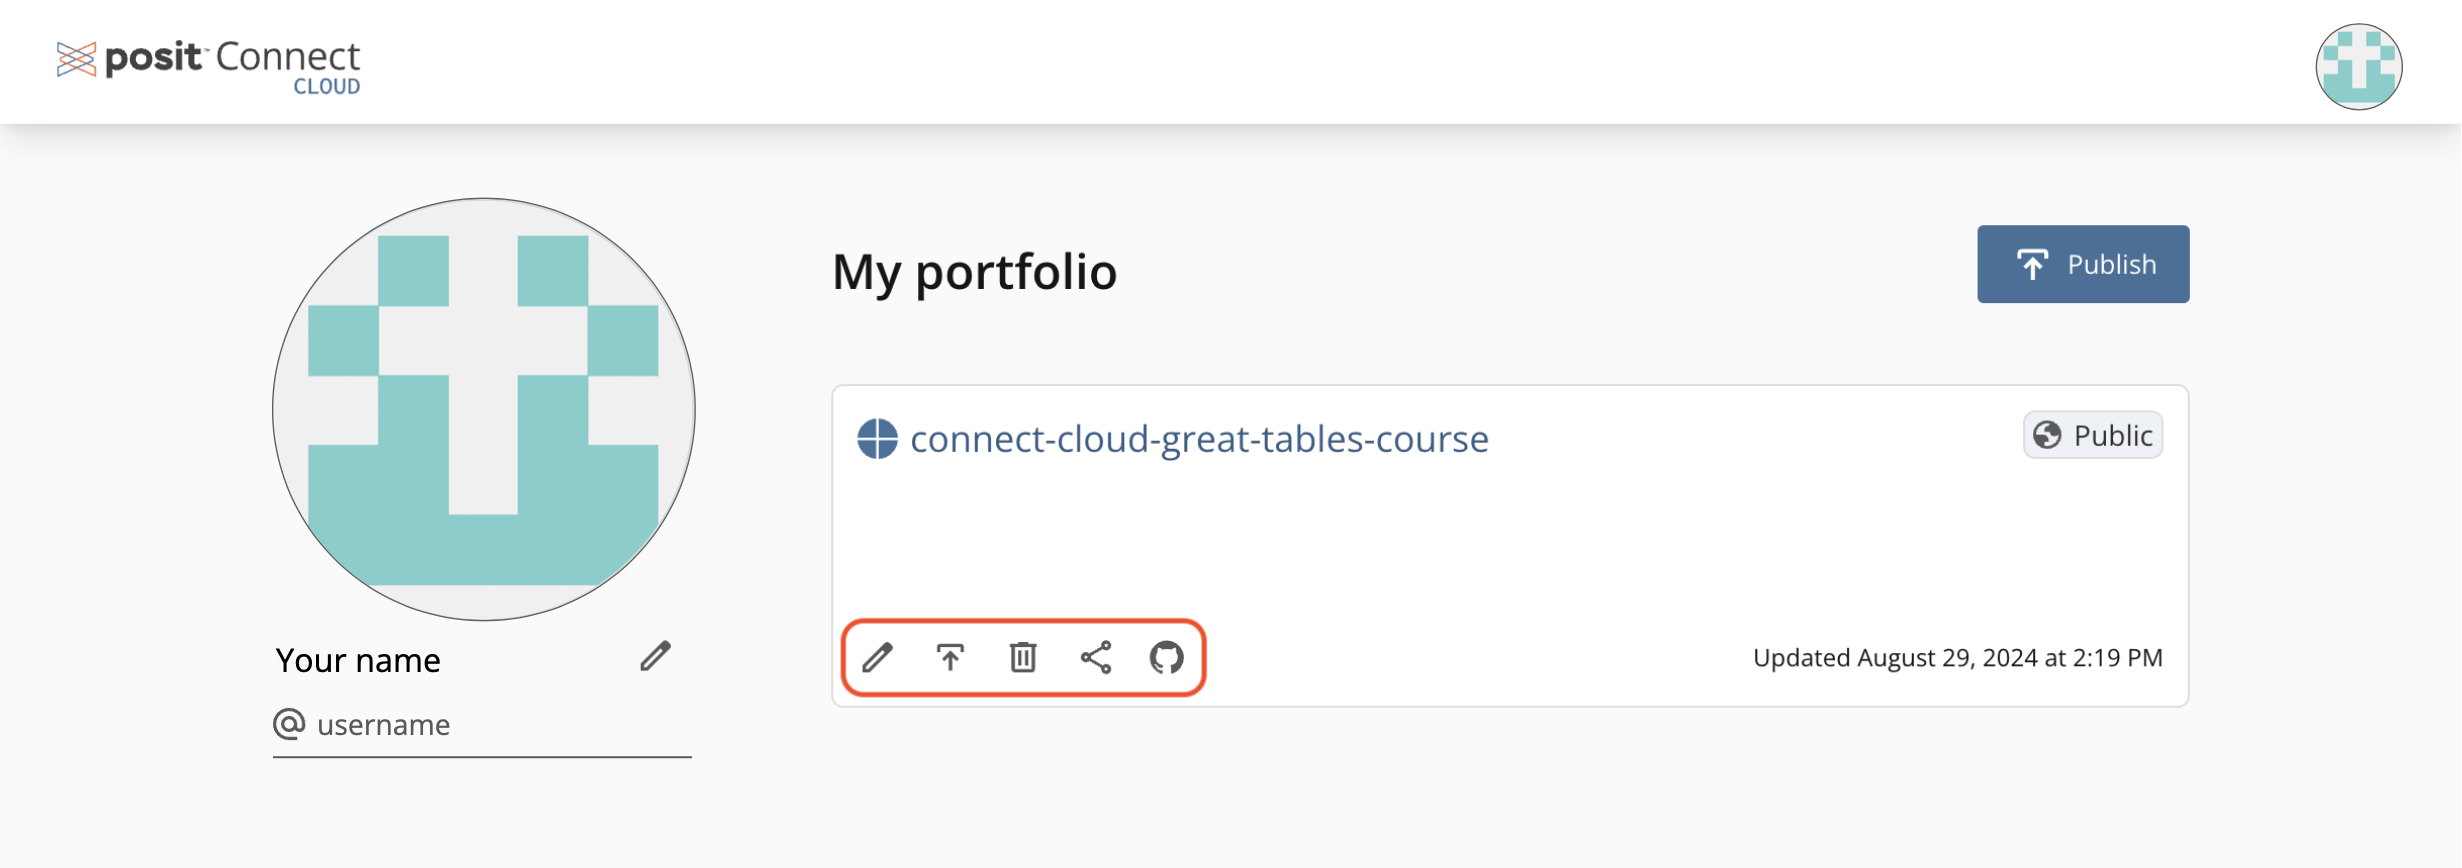 posit™ Connect
CLOUD
My portfolio
Publish
connect-cloud-great-tables-course
Public
Your name
Updated August 29, 2024 at 2:19 PM
@ username